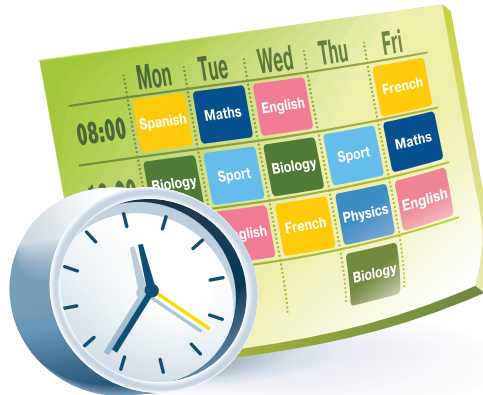 Mon Tue Wed Thu Fri
08:00 Spanish Maths English French
Biology Sport Biology Sport Maths
French Physics English
Biology